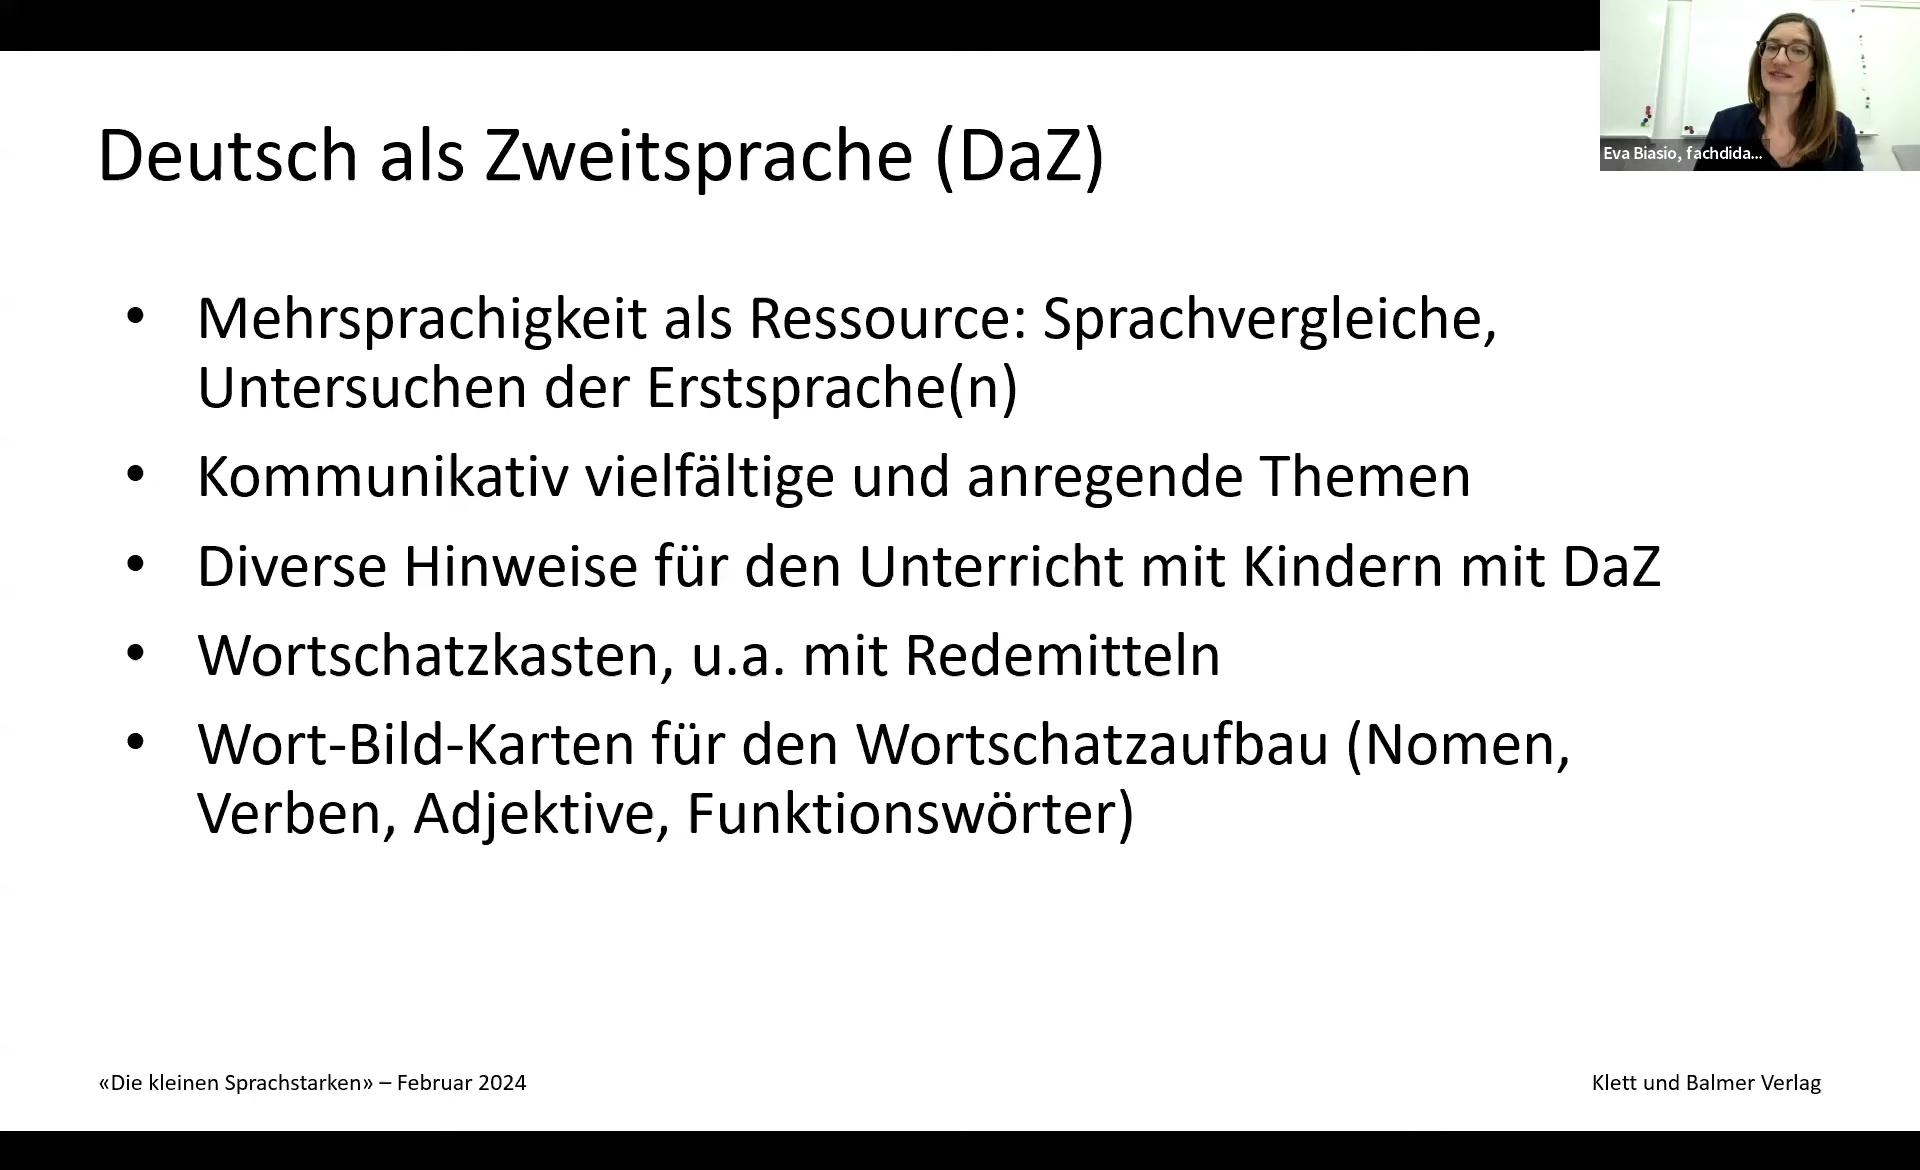 Deutsch als Zweitsprache (DaZ)
Eva Biasio, fachdida...
• Mehrsprachigkeit als Ressource: Sprachvergleiche,
Untersuchen der Erstsprache(n)
• Kommunikativ vielfältige und anregende Themen
• Diverse Hinweise für den Unterricht mit Kindern mit DaZ
• Wortschatzkasten, u.a. mit Redemitteln
• Wort-Bild-Karten für den Wortschatzaufbau (Nomen,
Verben, Adjektive, Funktionswörter)
«Die kleinen Sprachstarken» – Februar 2024
Klett und Balmer Verlag